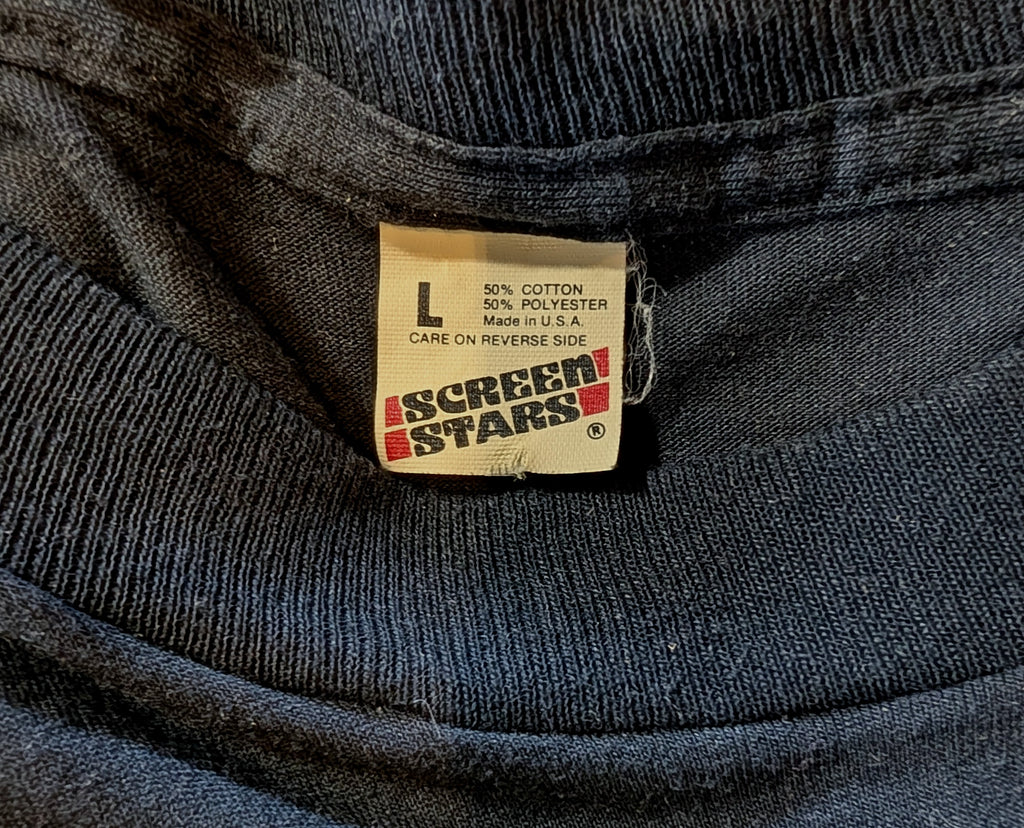 L
50% COTTON
50% POLYESTER
Made in U.S.A.
CARE ON REVERSE SIDE
SCREEN
STARS
®